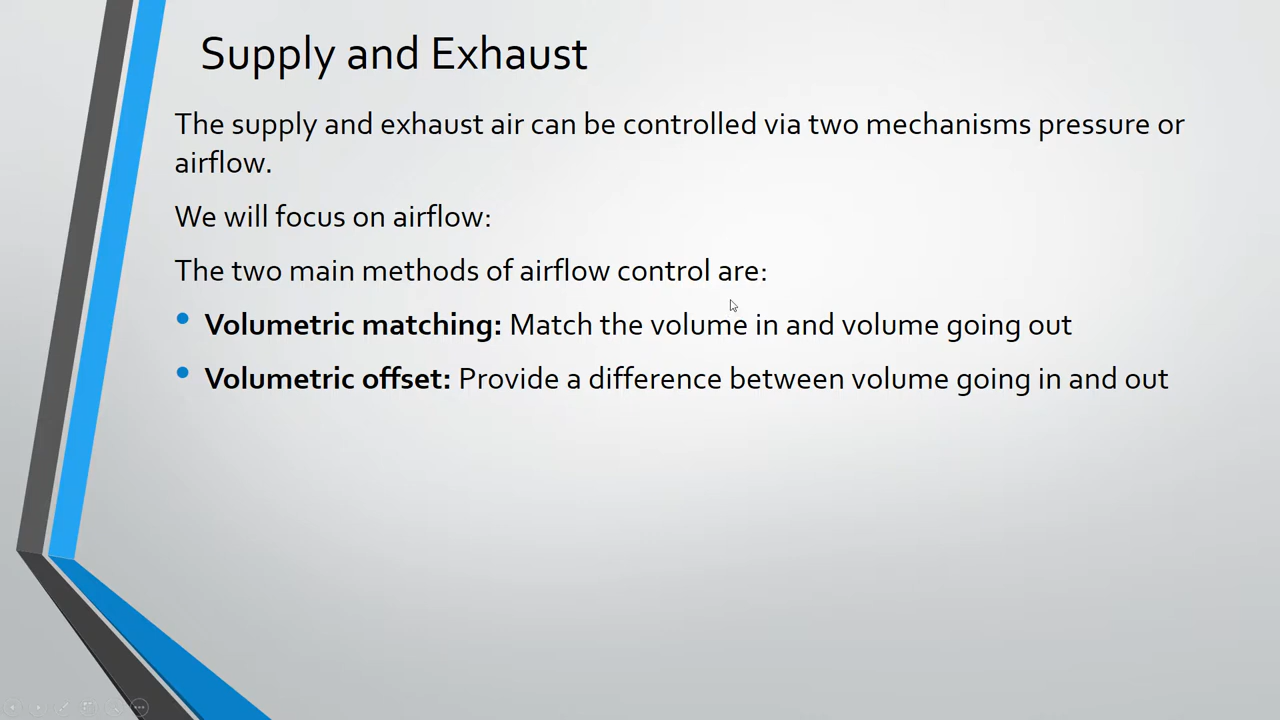 Supply and Exhaust
The supply and exhaust air can be controlled via two mechanisms pressure or
airflow.
We will focus on airflow:
The two main methods of airflow control are:
• Volumetric matching: Match the volume in and volume going out
• Volumetric offset: Provide a difference between volume going in and out